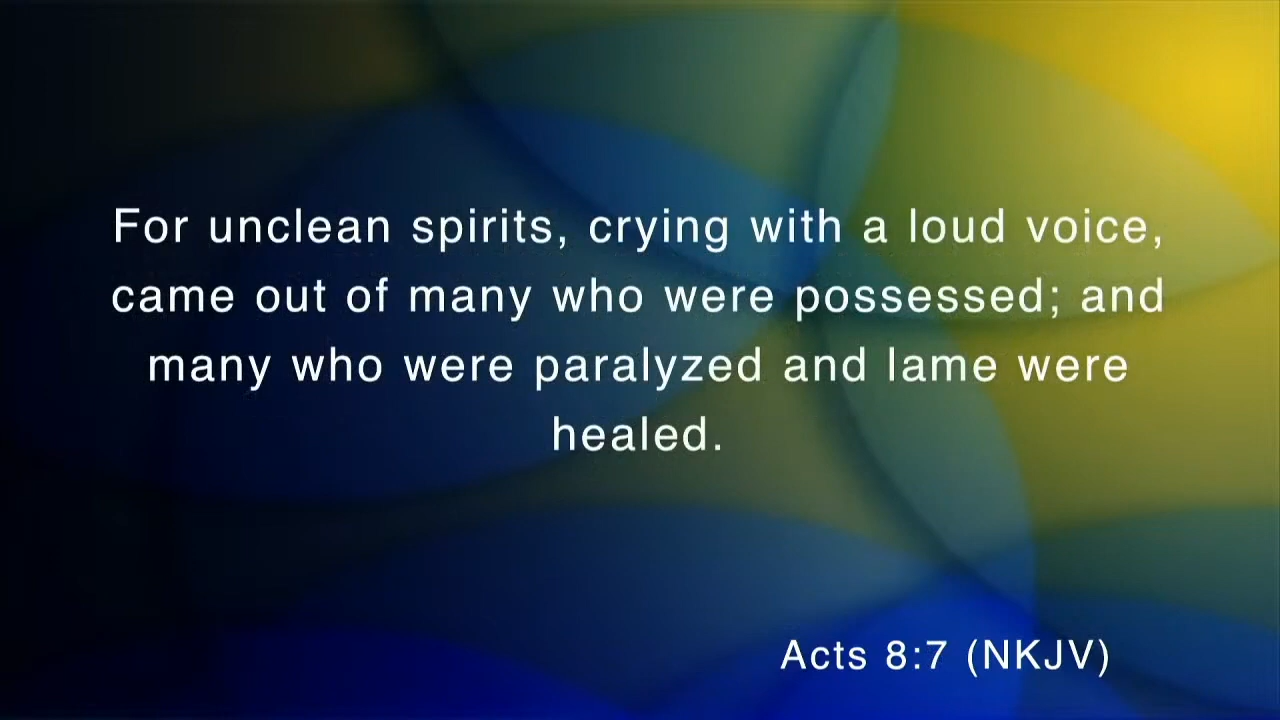 For unclean spirits, crying with a loud voice,
came out of many who were possessed; and
many who were paralyzed and lame were
healed.
Acts 8:7 (NKJV)